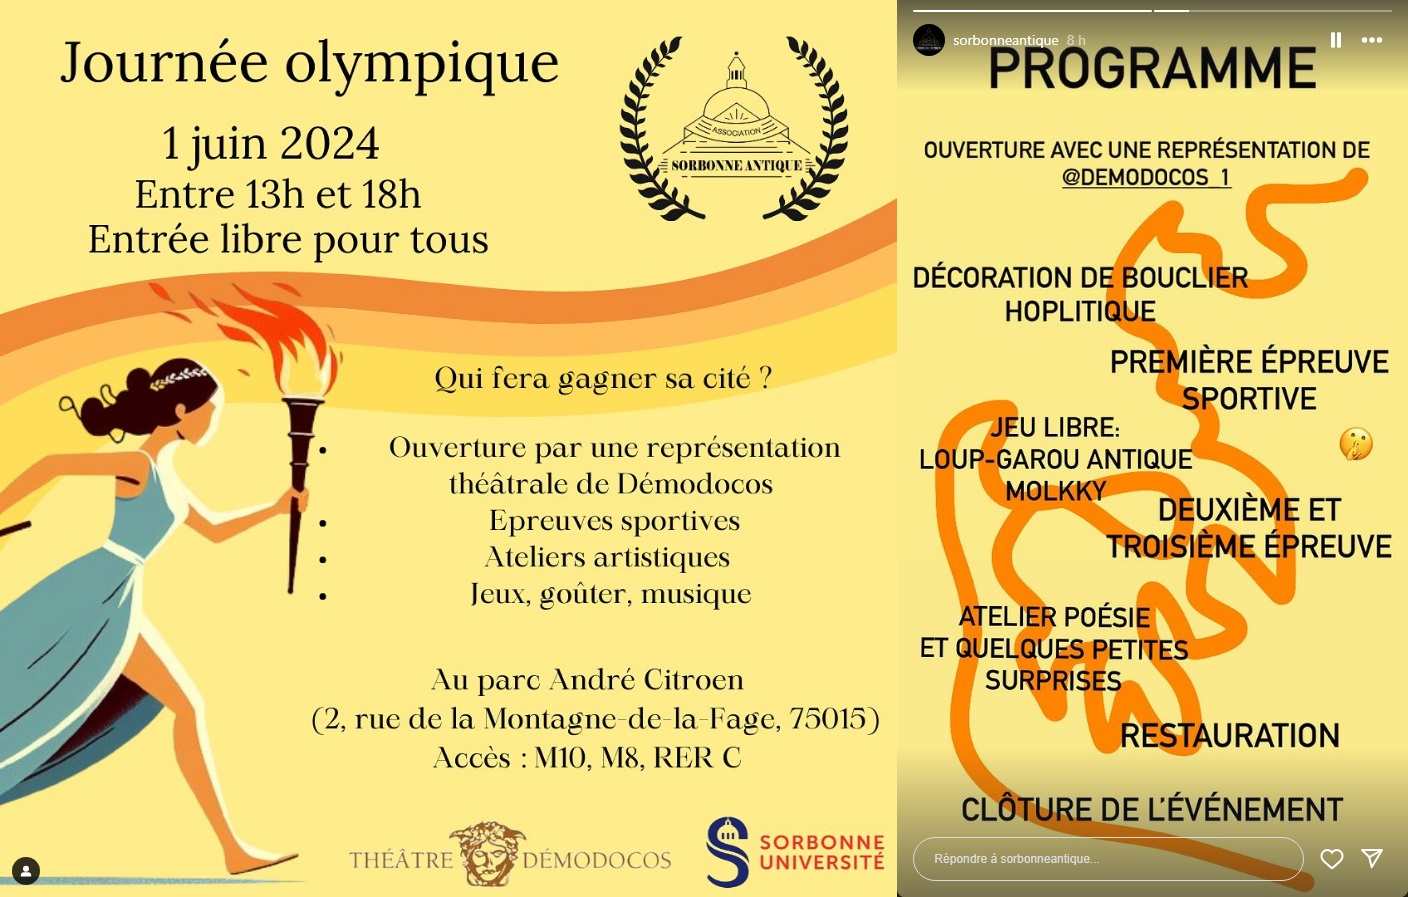 Journée olympique
1 juin 2024
Entre 13h et 18h
Entrée libre pour tous
ASSOCIATION
SORBONNE ANTIQUE
Qui fera gagner sa cité ?
• Ouverture par une représentation
théâtrale de Démodocos
• Epreuves sportives
• Ateliers artistiques
• Jeux, goûter, musique
Au parc André Citroen
(2, rue de la Montagne-de-la-Fage, 75015)
Accès : M10, M8, RER C
THÉÂTRE DÉMODOCOS
SORBONNE
UNIVERSITÉ
sorbonneantique 8 h
PROGRAMME
OUVERTURE AVEC UNE REPRÉSENTATION DE
@DEMODOCOS_1
DÉCORATION DE BOUCLIER
HOPLITIQUE
PREMIÈRE ÉPREUVE
SPORTIVE
JEU LIBRE:
LOUP-GAROU ANTIQUE
MOLKKY
DEUXIÈME ET
TROISIÈME ÉPREUVE
ATELIER POÉSIE
ET QUELQUES PETITES
SURPRISES
RESTAURATION
CLÔTURE DE L'ÉVÉNEMENT
Répondre à sorbonneantique...